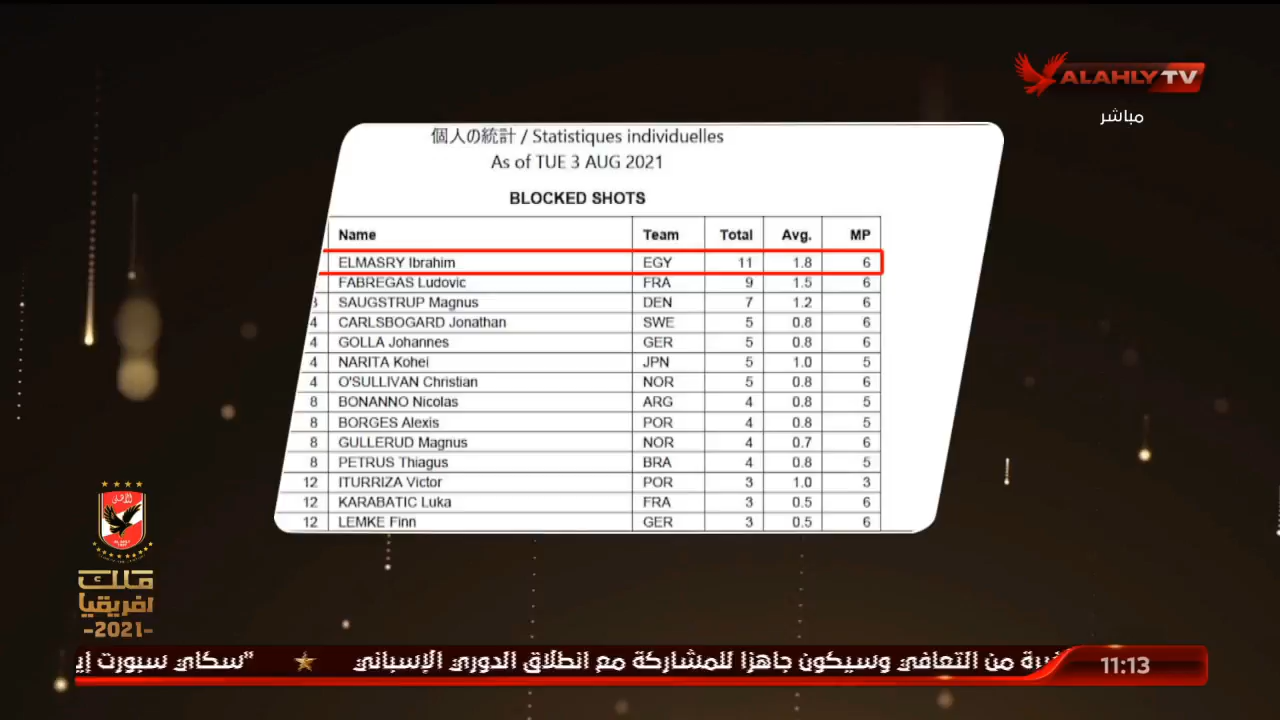 ALAHLY TV
مباشر
個人の統計 / Statistiques individuelles
As of TUE 3 AUG 2021
BLOCKED SHOTS
Name Team Total Avg. MP
ELMASRY Ibrahim EGY 11 1.8 6
FABREGAS Ludovic FRA 9 1.5 6
3 SAUGSTRUP Magnus DEN 7 1.2 6
4 CARLSBOGARD Jonathan SWE 5 0.8 6
4 GOLLA Johannes GER 5 0.8 6
4 NARITA Kohei JPN 5 1.0 5
4 O'SULLIVAN Christian NOR 5 0.8 6
8 BONANNO Nicolas ARG 4 0.8 5
8 BORGES Alexis POR 4 0.8 5
8 GULLERUD Magnus NOR 4 0.7 6
8 PETRUS Thiagus BRA 4 0.8 5
12 ITURRIZA Victor POR 3 1.0 3
12 KARABATIC Luka FRA 3 0.5 6
12 LEMKE Finn GER 3 0.5 6
ملك
افريقيا
-2021-
من التعافي وسيكون جاهزا للمشاركة مع انطلاق الدوري الإسباني "سكاي سبورت
11:13